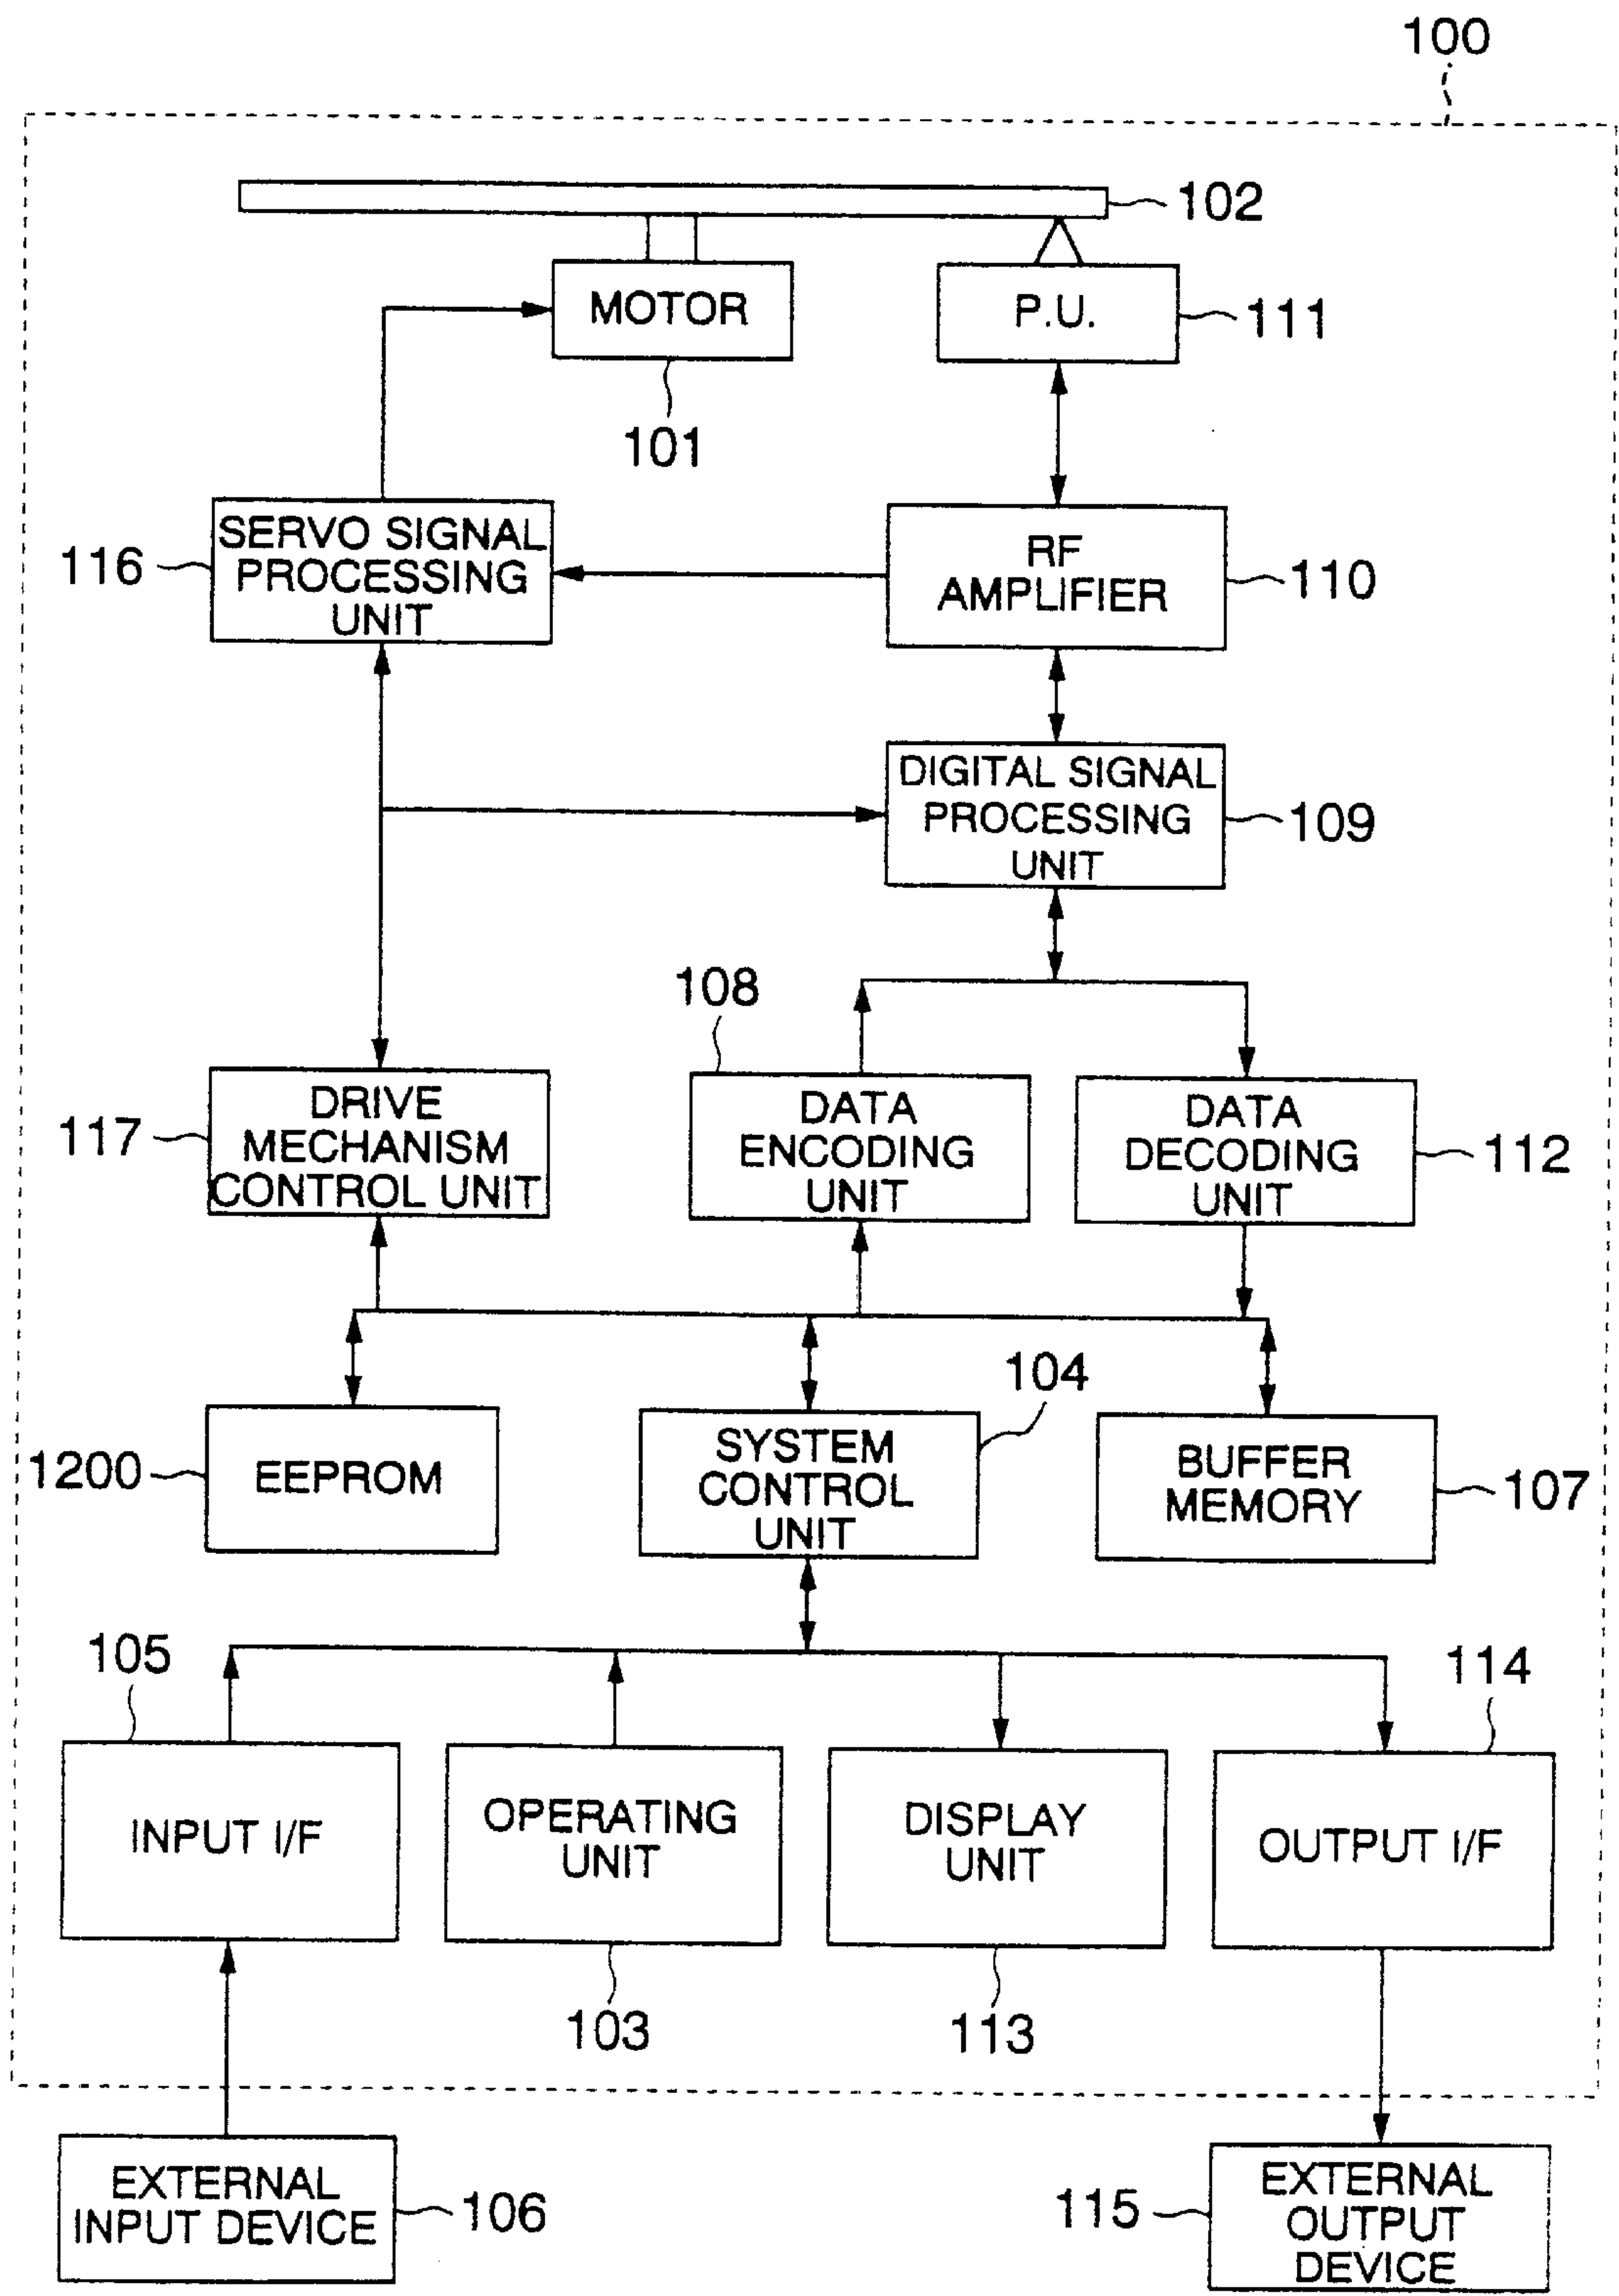 100
102
MOTOR
P.U.
111
101
SERVO SIGNAL
PROCESSING
UNIT
116
RF
AMPLIFIER
110
DIGITAL SIGNAL
PROCESSING
UNIT
109
108
DRIVE
MECHANISM
CONTROL UNIT
117
DATA
ENCODING
UNIT
DATA
DECODING
UNIT
112
104
1200
EEPROM
SYSTEM
CONTROL
UNIT
BUFFER
MEMORY
107
105
114
INPUT I/F
OPERATING
UNIT
DISPLAY
UNIT
OUTPUT I/F
103
113
EXTERNAL
INPUT DEVICE
106
115
EXTERNAL
OUTPUT
DEVICE